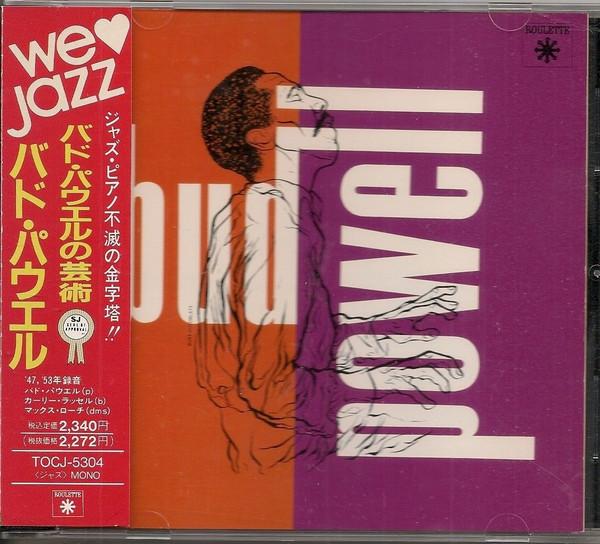 we♥
jazz
ジャズ・ピアノ不滅の金字塔!!
バド・パウエルの芸術
バド・パウエル
SJ
SEAL OF
APPROVAL
'47, '53年録音
バド・パウエル(p)
カーリー・ラッセル(b)
マックス・ローチ(dms)
税込定価2,340円
(税抜価格2,272円)
TOCJ-5304
〈ジャズ〉MONO
ROULETTE
bud
powell
ROULETTE